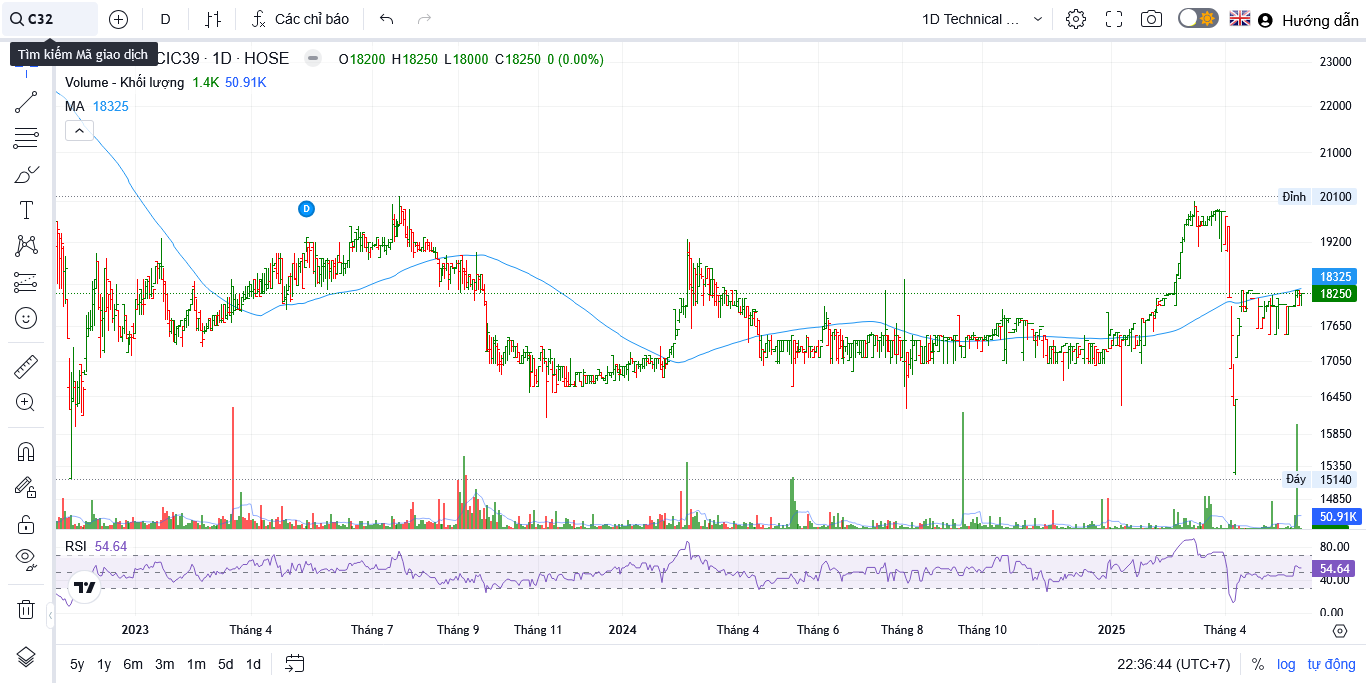 C32
D
Các chỉ báo
1D Technical ...
Hướng dẫn
Tìm kiếm Mã giao dịch
CIC39 · 1D · HOSE
O18200 H18250 L18000 C18250 0 (0.00%)
Volume - Khối lượng 1.4K 50.91K
MA 18325
23000
22000
21000
D
Đỉnh 20100
19200
18325
18250
17650
17050
16450
15850
15350
Đáy 15140
14850
50.91K
RSI 54.64
80.00
54.64
40.00
0.00
2023 Tháng 4 Tháng 7 Tháng 9 Tháng 11 2024 Tháng 4 Tháng 6 Tháng 8 Tháng 10 2025 Tháng 4
5y 1y 6m 3m 1m 5d 1d
22:36:44 (UTC+7) % log tự động